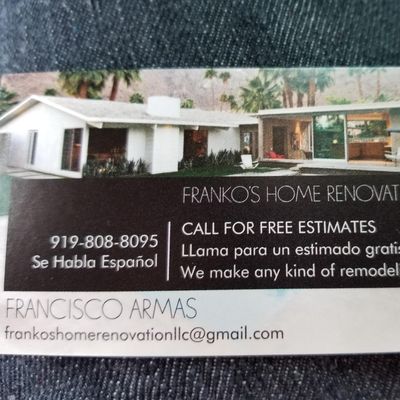 FRANKO'S HOME RENOVAT
919-808-8095
Se Habla Español
CALL FOR FREE ESTIMATES
LLama para un estimado gratis
We make any kind of remodel
FRANCISCO ARMAS
frankoshomerenovationllc@gmail.com